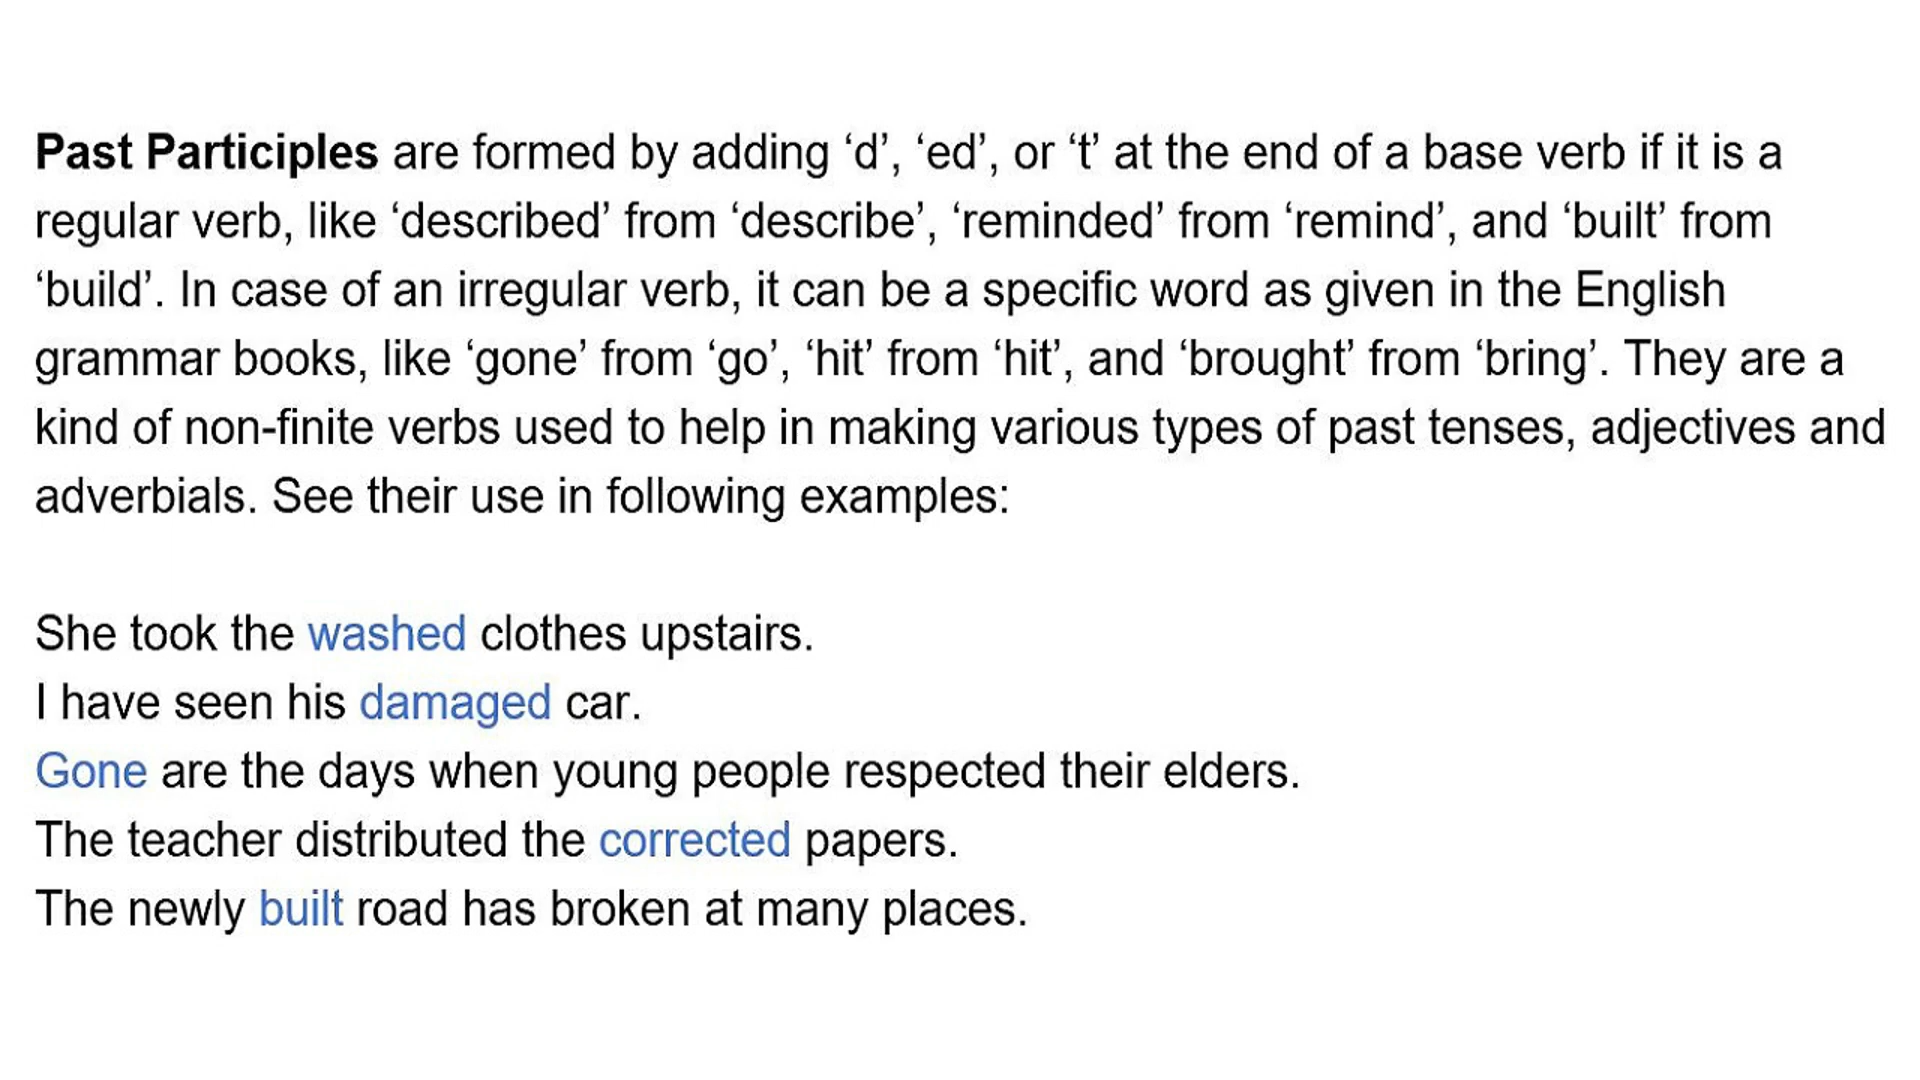 Past Participles are formed by adding ‘d’, ‘ed’, or ‘t’ at the end of a base verb if it is a
regular verb, like ‘described’ from ‘describe’, ‘reminded’ from ‘remind’, and ‘built’ from
‘build’. In case of an irregular verb, it can be a specific word as given in the English
grammar books, like ‘gone’ from ‘go’, ‘hit’ from ‘hit’, and ‘brought’ from ‘bring’. They are a
kind of non-finite verbs used to help in making various types of past tenses, adjectives and
adverbials. See their use in following examples:
She took the washed clothes upstairs.
I have seen his damaged car.
Gone are the days when young people respected their elders.
The teacher distributed the corrected papers.
The newly built road has broken at many places.